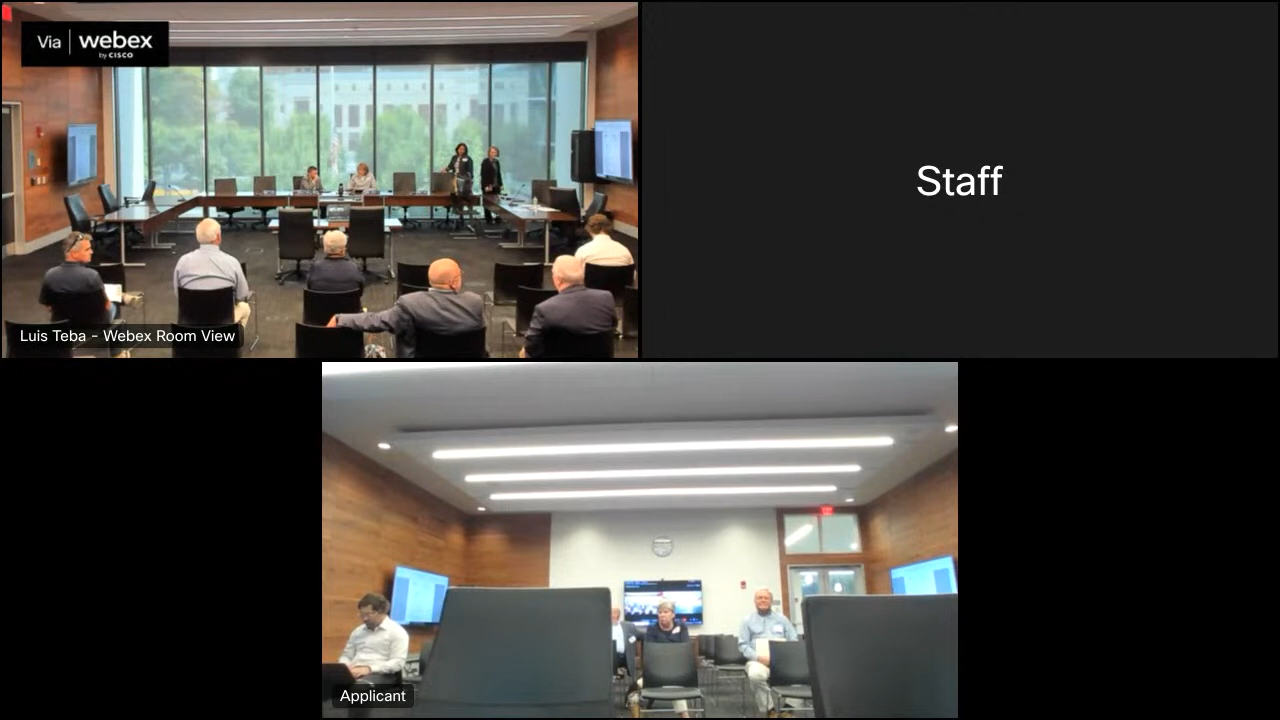 Via webex
by CISCO
Luis Teba - Webex Room View
Staff
Applicant